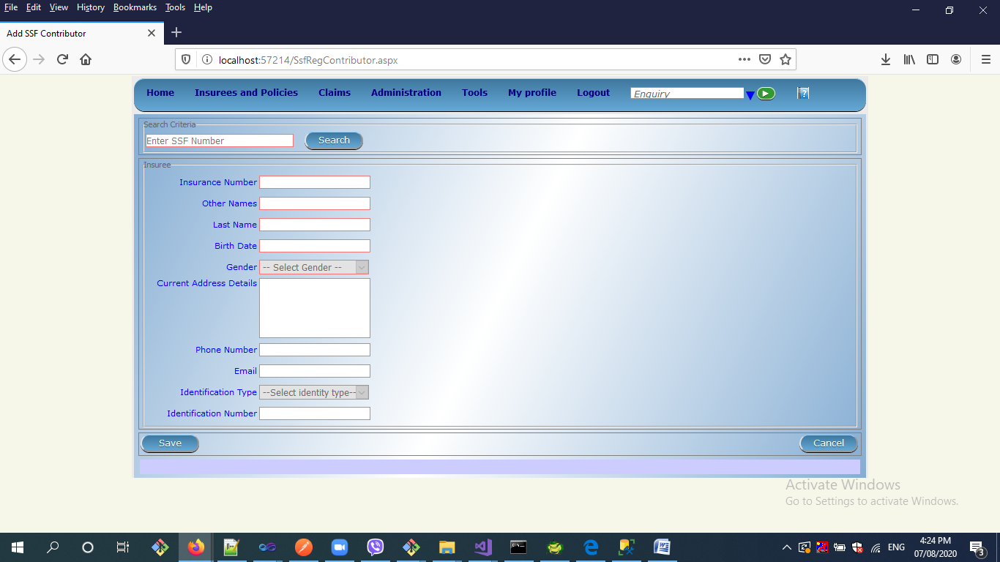 File Edit View History Bookmarks Tools Help
Add SSF Contributor
localhost:57214/SsfRegContributor.aspx
Home Insurees and Policies Claims Administration Tools My profile Logout Enquiry ?
Search Criteria
Enter SSF Number Search
Insuree
Insurance Number
Other Names
Last Name
Birth Date
Gender -- Select Gender --
Current Address Details
Phone Number
Email
Identification Type --Select identity type--
Identification Number
Save Cancel
Activate Windows
Go to Settings to activate Windows.
ENG 4:24 PM
07/08/2020 3